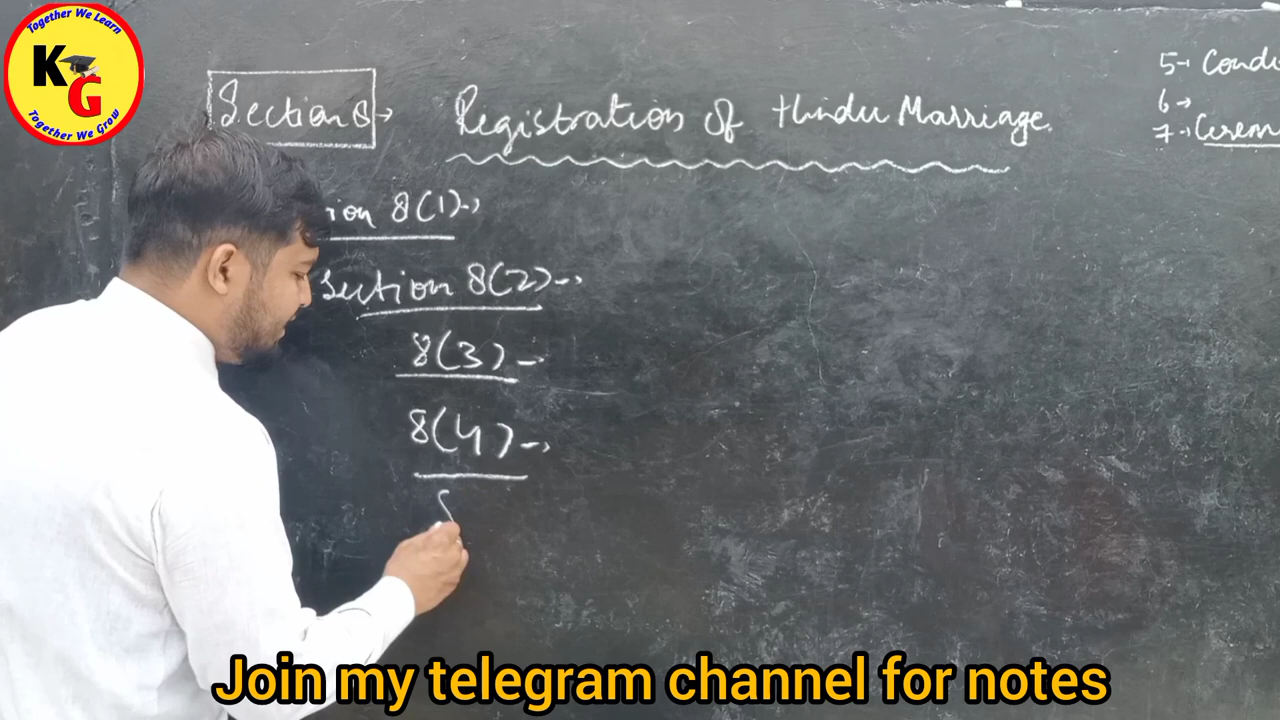 Together We Learn
KG
Together We Grow
Section 8 →
Registration of Hindu Marriage.
5→ Condi
6→
7→ Cerem
ion 8(1)→
Section 8(2)→
8(3)→
8(4)→
Join my telegram channel for notes